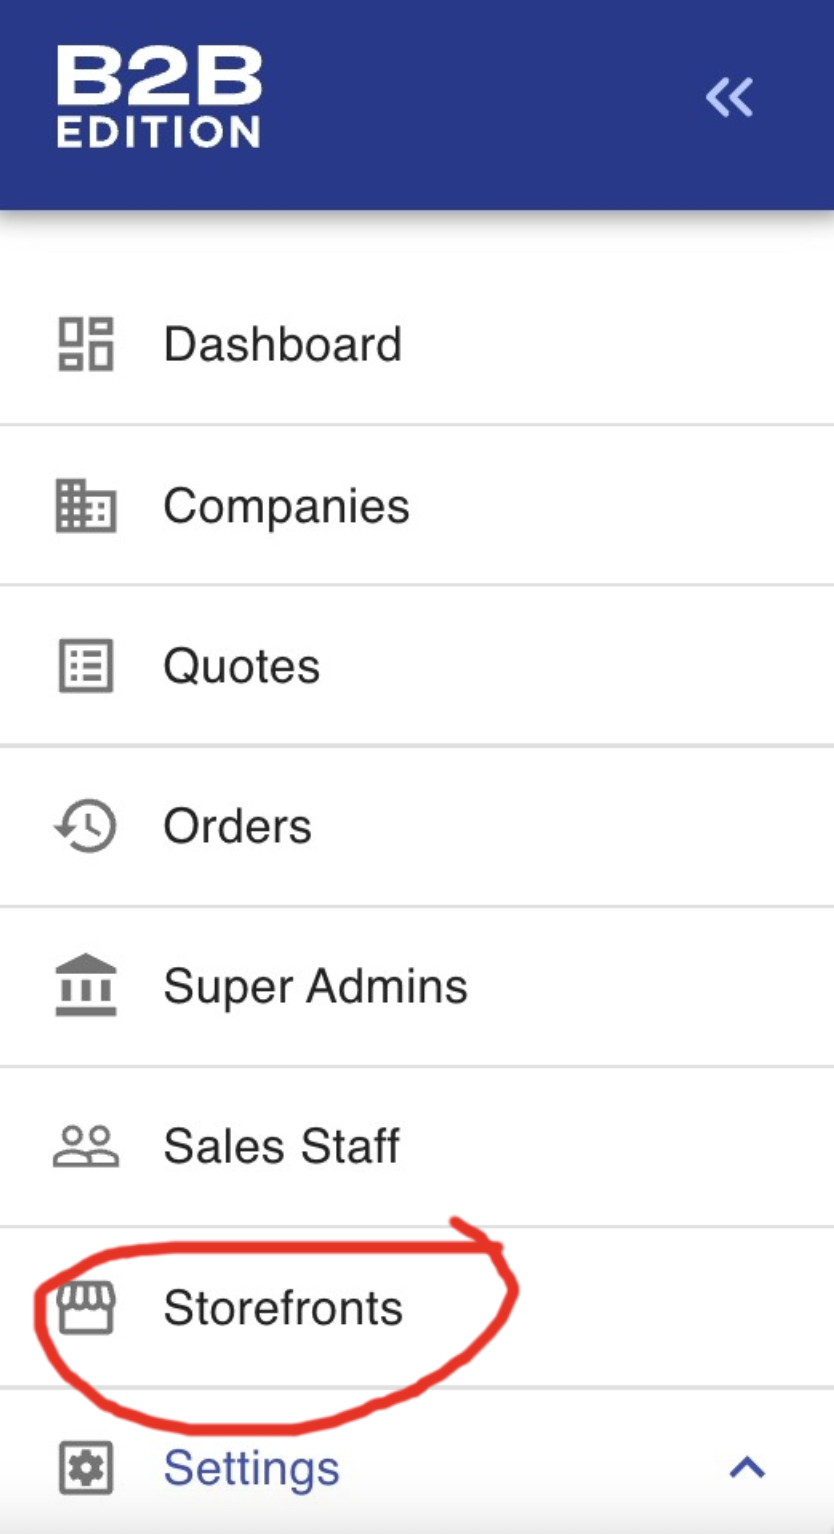 B2B
EDITION
Dashboard
Companies
Quotes
Orders
Super Admins
Sales Staff
Storefronts
Settings